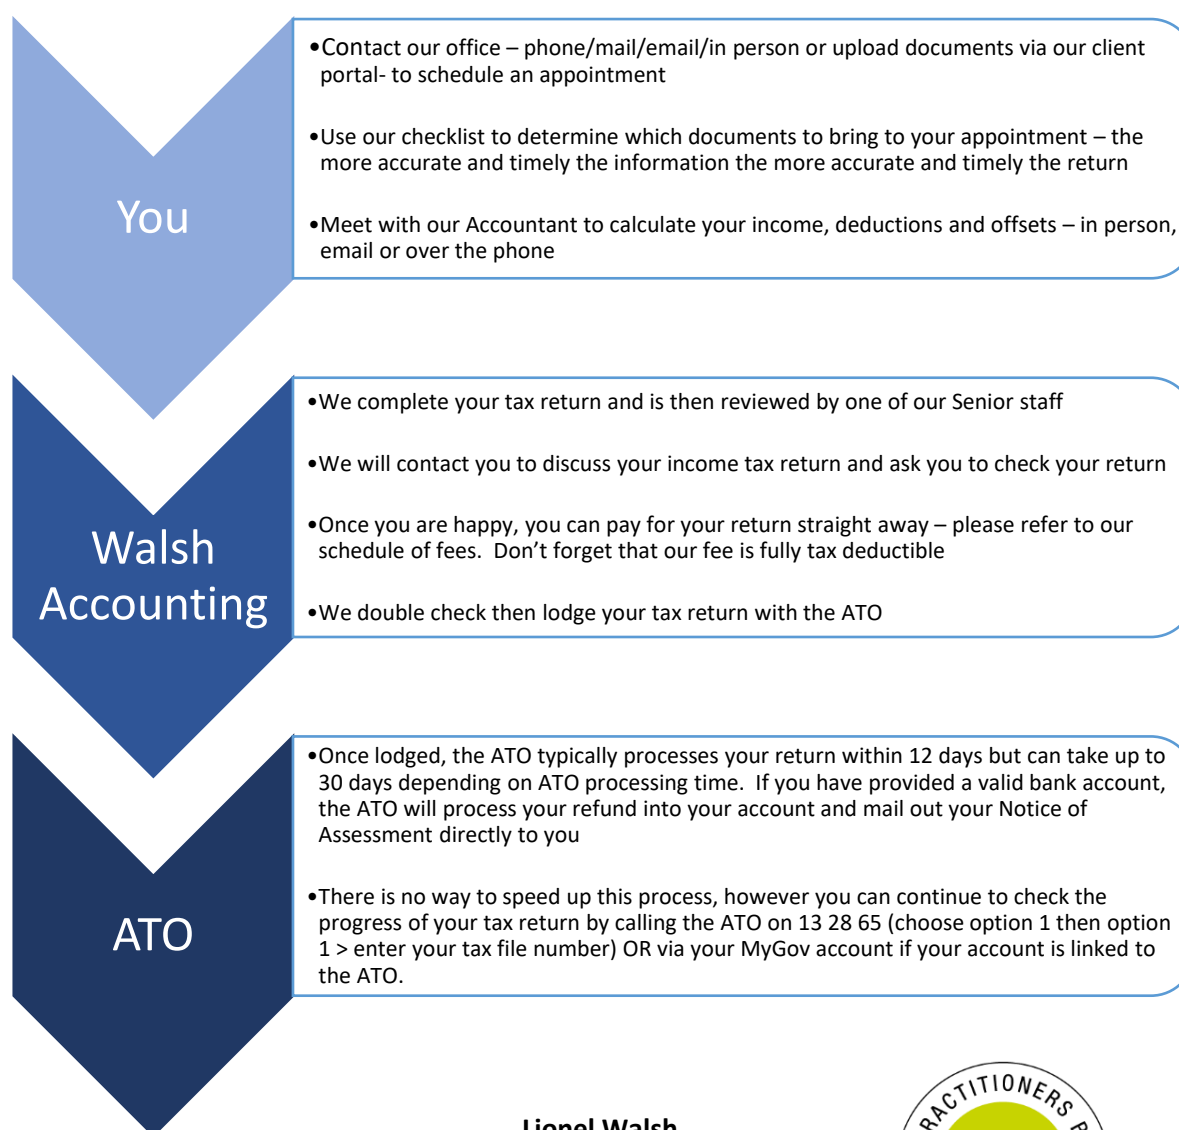 •Contact our office – phone/mail/email/in person or upload documents via our client
portal- to schedule an appointment
•Use our checklist to determine which documents to bring to your appointment – the
more accurate and timely the information the more accurate and timely the return
You
•Meet with our Accountant to calculate your income, deductions and offsets – in person,
email or over the phone
•We complete your tax return and is then reviewed by one of our Senior staff
•We will contact you to discuss your income tax return and ask you to check your return
Walsh
Accounting
•Once you are happy, you can pay for your return straight away – please refer to our
schedule of fees.  Don't forget that our fee is fully tax deductible
•We double check then lodge your tax return with the ATO
•Once lodged, the ATO typically processes your return within 12 days but can take up to
30 days depending on ATO processing time.  If you have provided a valid bank account,
the ATO will process your refund into your account and mail out your Notice of
Assessment directly to you
ATO
•There is no way to speed up this process, however you can continue to check the
progress of your tax return by calling the ATO on 13 28 65 (choose option 1 then option
1 > enter your tax file number) OR via your MyGov account if your account is linked to
the ATO.
Lionel Walsh